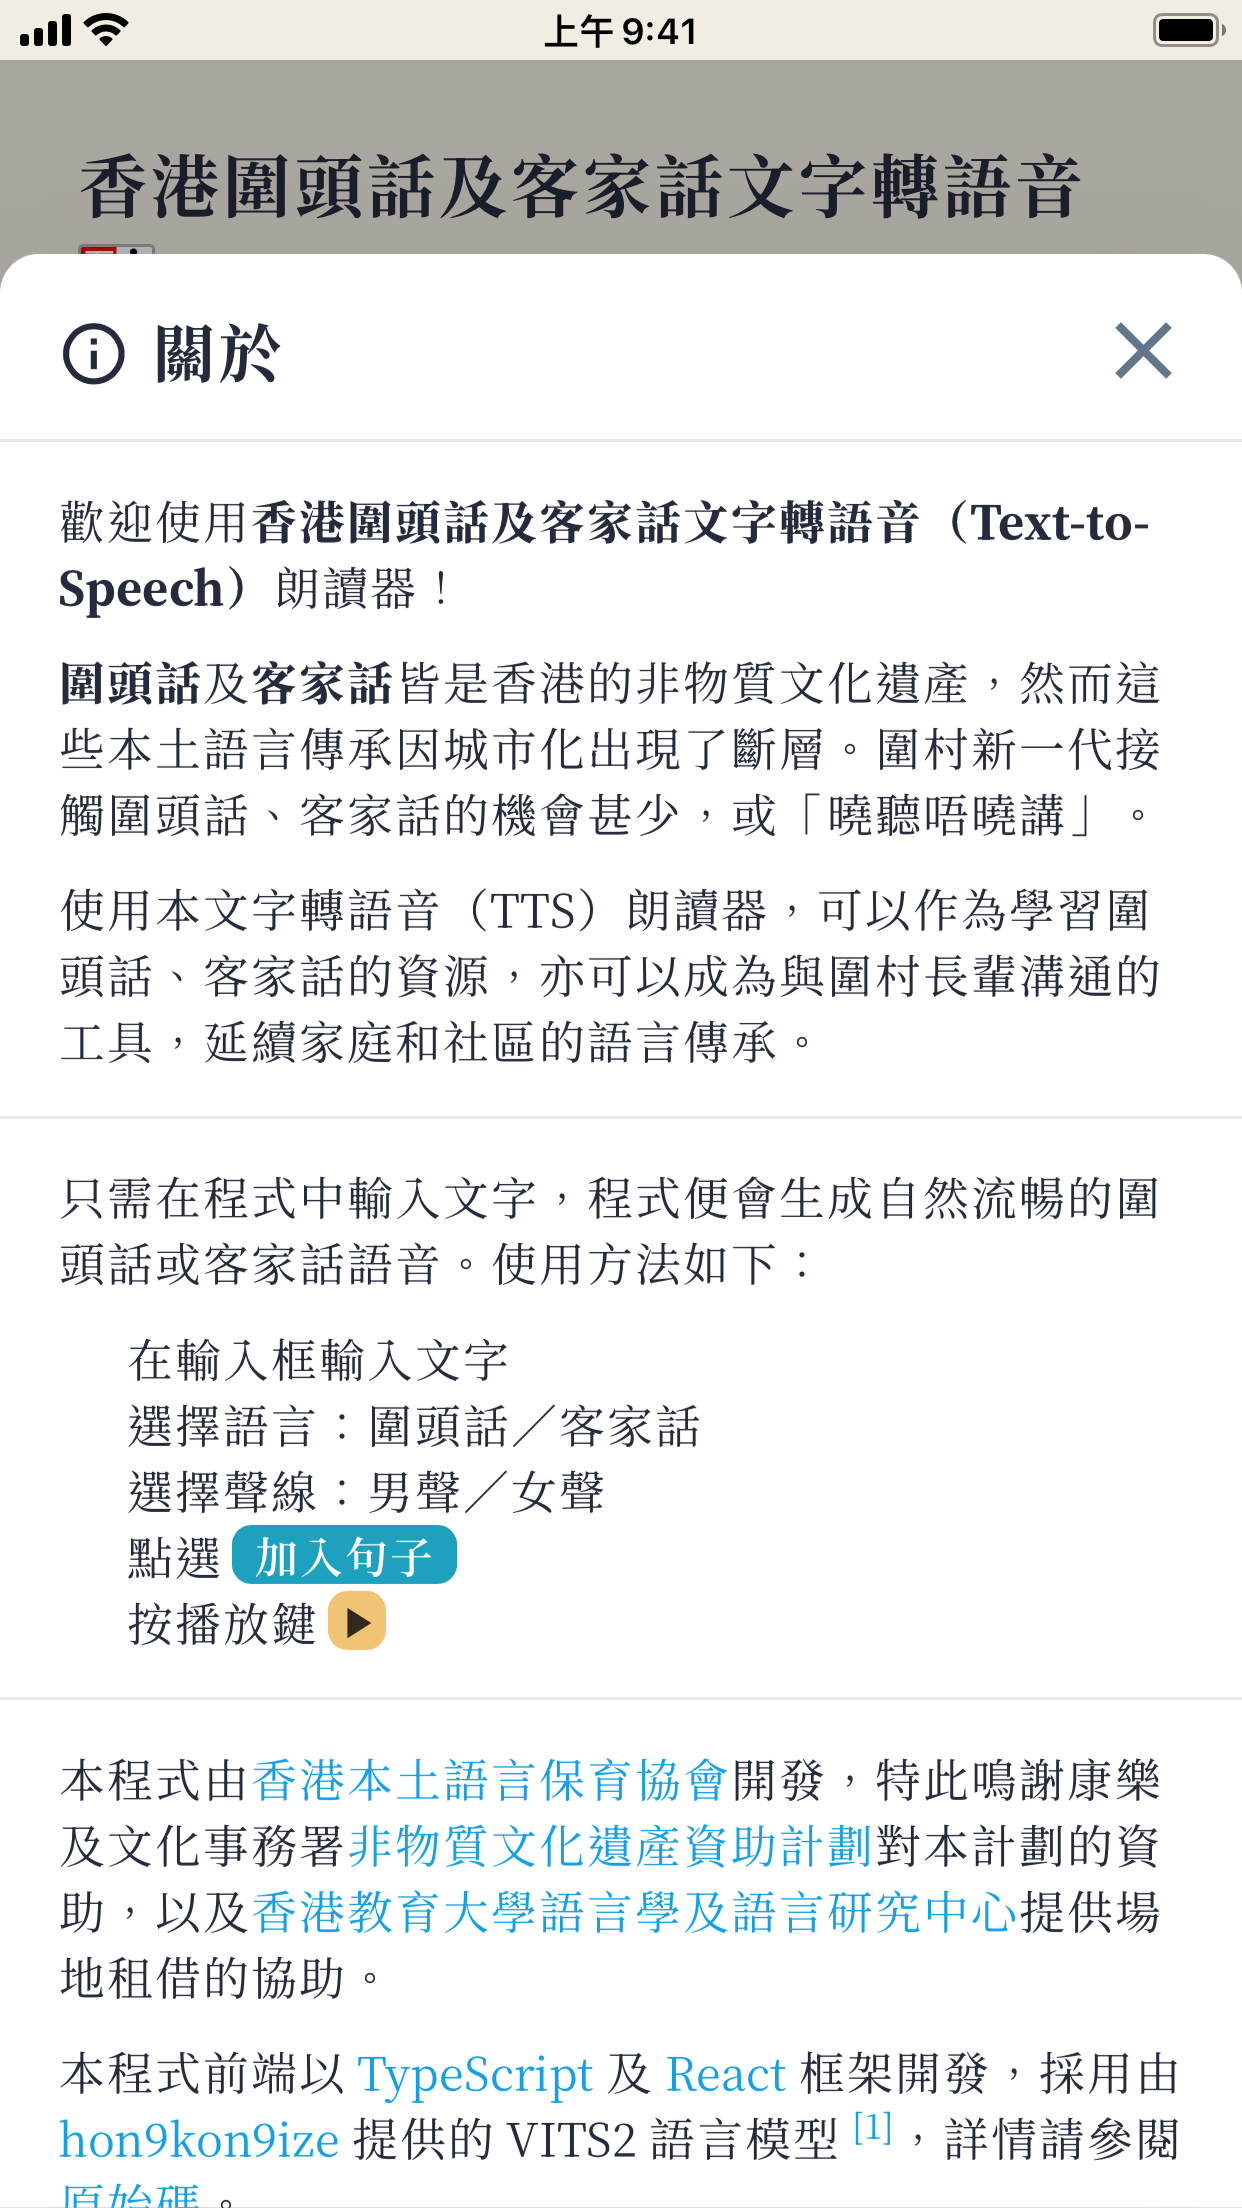 上午 9:41
香港圍頭話及客家話文字轉語音
關於
歡迎使用香港圍頭話及客家話文字轉語音（Text-to-
Speech）朗讀器！
圍頭話及客家話皆是香港的非物質文化遺產，然而這
些本土語言傳承因城市化出現了斷層。圍村新一代接
觸圍頭話、客家話的機會甚少，或「曉聽唔曉講」。
使用本文字轉語音（TTS）朗讀器，可以作為學習圍
頭話、客家話的資源，亦可以成為與圍村長輩溝通的
工具，延續家庭和社區的語言傳承。
只需在程式中輸入文字，程式便會生成自然流暢的圍
頭話或客家話語音。使用方法如下：
在輸入框輸入文字
選擇語言：圍頭話／客家話
選擇聲線：男聲／女聲
點選 加入句子
按播放鍵
本程式由香港本土語言保育協會開發，特此鳴謝康樂
及文化事務署非物質文化遺產資助計劃對本計劃的資
助，以及香港教育大學語言學及語言研究中心提供場
地租借的協助。
本程式前端以 TypeScript 及 React 框架開發，採用由
hon9kon9ize 提供的 VITS2 語言模型 [1]，詳情請參閱
原始碼。